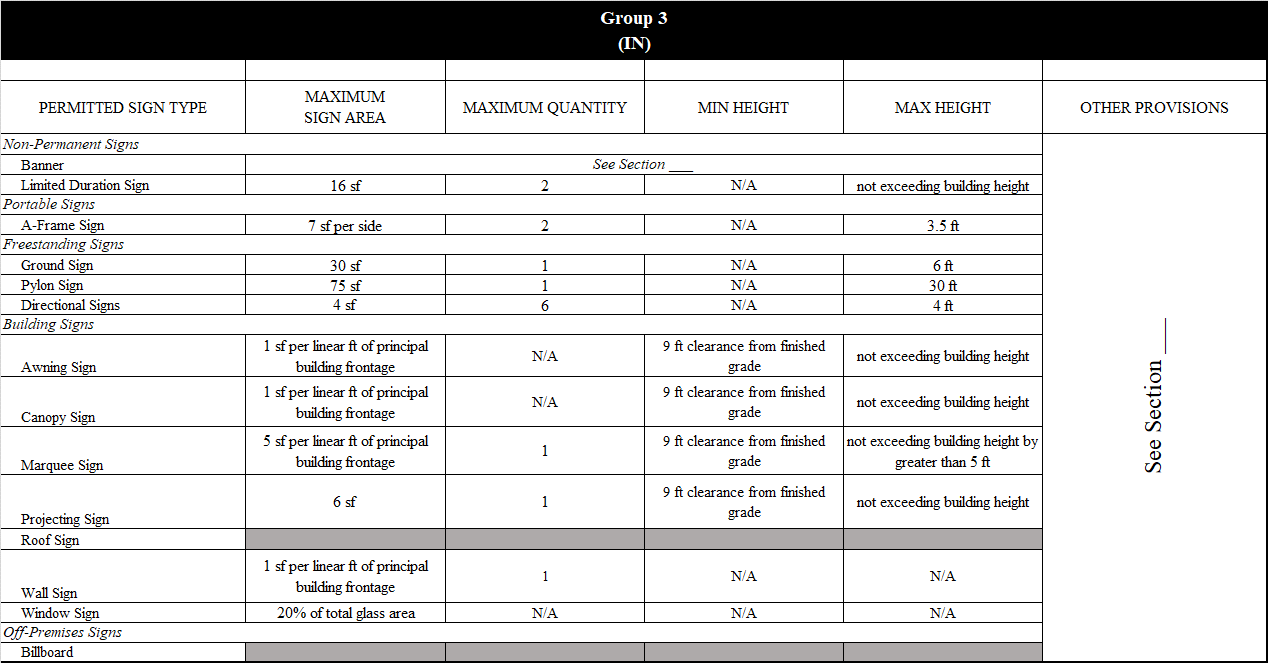 Group 3
(IN)
PERMITTED SIGN TYPE
MAXIMUM
SIGN AREA
MAXIMUM QUANTITY
MIN HEIGHT
MAX HEIGHT
OTHER PROVISIONS
Non-Permanent Signs
Banner
See Section ___
Limited Duration Sign
16 sf
2
N/A
not exceeding building height
Portable Signs
A-Frame Sign
7 sf per side
2
N/A
3.5 ft
Freestanding Signs
Ground Sign
30 sf
1
N/A
6 ft
Pylon Sign
75 sf
1
N/A
30 ft
Directional Signs
4 sf
6
N/A
4 ft
Building Signs
Awning Sign
1 sf per linear ft of principal
building frontage
N/A
9 ft clearance from finished
grade
not exceeding building height
Canopy Sign
1 sf per linear ft of principal
building frontage
N/A
9 ft clearance from finished
grade
not exceeding building height
Marquee Sign
5 sf per linear ft of principal
building frontage
1
9 ft clearance from finished
grade
not exceeding building height by
greater than 5 ft
Projecting Sign
6 sf
1
9 ft clearance from finished
grade
not exceeding building height
Roof Sign
Wall Sign
1 sf per linear ft of principal
building frontage
1
N/A
N/A
Window Sign
20% of total glass area
N/A
N/A
N/A
Off-Premises Signs
Billboard
See Section ___